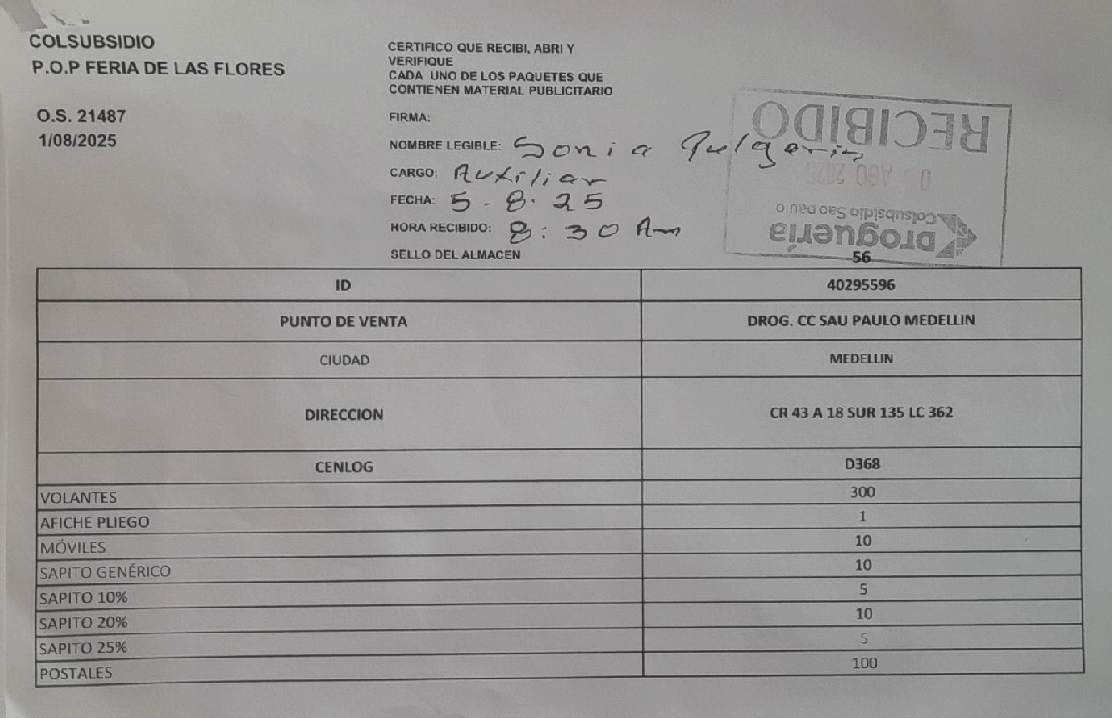 COLSUBSIDIO
P.O.P FERIA DE LAS FLORES
O.S. 21487
1/08/2025
CERTIFICO QUE RECIBI, ABRI Y
VERIFIQUE
CADA UNO DE LOS PAQUETES QUE
CONTIENEN MATERIAL PUBLICITARIO
FIRMA:
NOMBRE LEGIBLE: Sonia Pulgarin
CARGO: Auxiliar
FECHA: 5-8-25
HORA RECIBIDO: 8:30 Am
SELLO DEL ALMACEN
RECIBIDO
AGO 2025
Colsubsidio Sao paulo
Droguería
56
ID 40295596
PUNTO DE VENTA DROG. CC SAU PAULO MEDELLIN
CIUDAD MEDELLIN
DIRECCION CR 43 A 18 SUR 135 LC 362
CENLOG D368
VOLANTES 300
AFICHE PLIEGO 1
MÓVILES 10
SAPITO GENÉRICO 10
SAPITO 10% 5
SAPITO 20% 10
SAPITO 25% 5
POSTALES 100